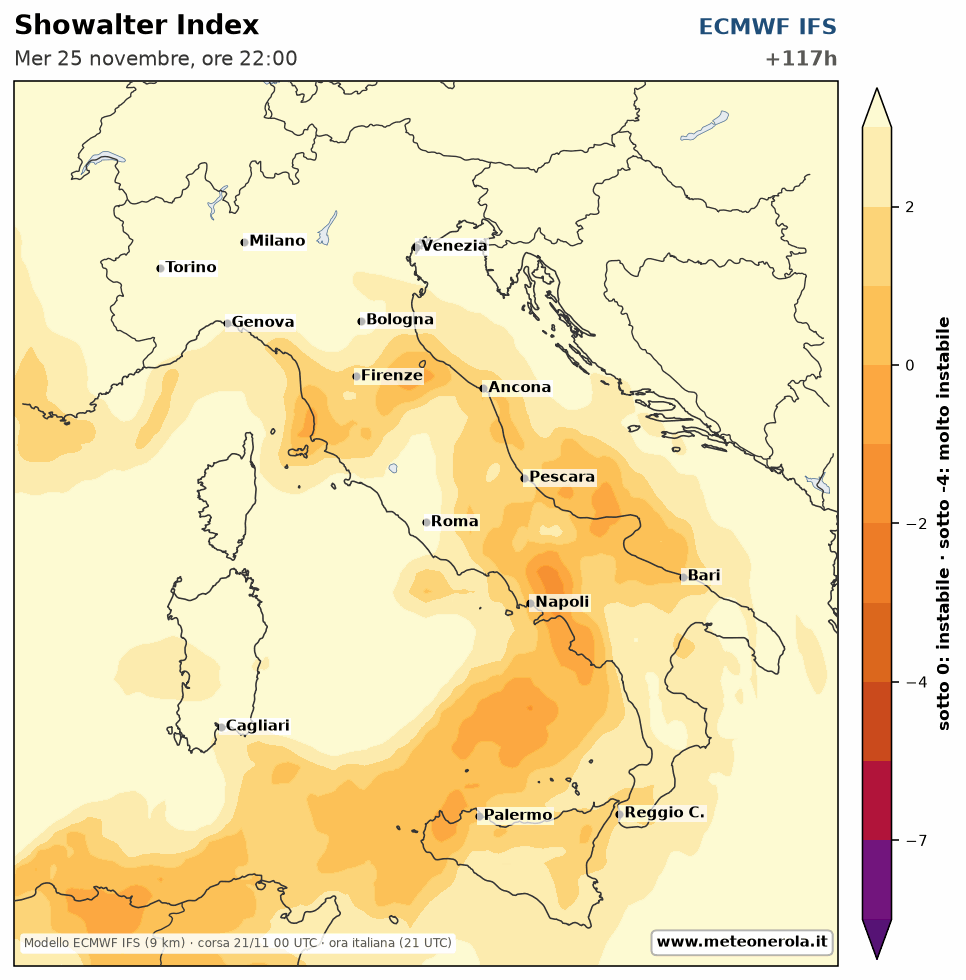 Showalter Index
ECMWF IFS
Mer 25 novembre, ore 22:00
+117h
Milano
Venezia
Torino
Genova
Bologna
Firenze
Ancona
Pescara
Roma
Bari
Napoli
Cagliari
Palermo
Reggio C.
2
0
−2
−4
−7
sotto 0: instabile · sotto -4: molto instabile
Modello ECMWF IFS (9 km) · corsa 21/11 00 UTC · ora italiana (21 UTC)
www.meteonerola.it